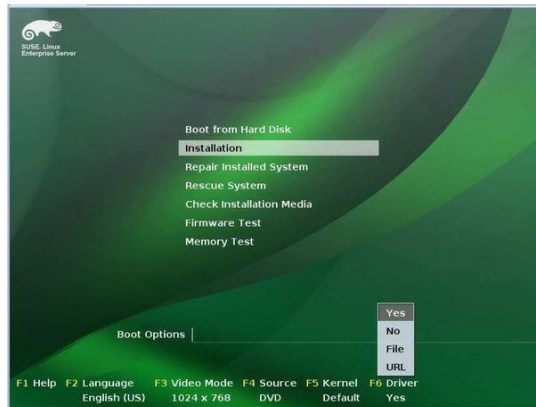 SUSE. Linux
Enterprise Server
Boot from Hard Disk
Installation
Repair Installed System
Rescue System
Check Installation Media
Firmware Test
Memory Test
Yes
No
File
URL
Boot Options
F1 Help F2 Language F3 Video Mode F4 Source F5 Kernel F6 Driver
English (US) 1024 x 768 DVD Default Yes